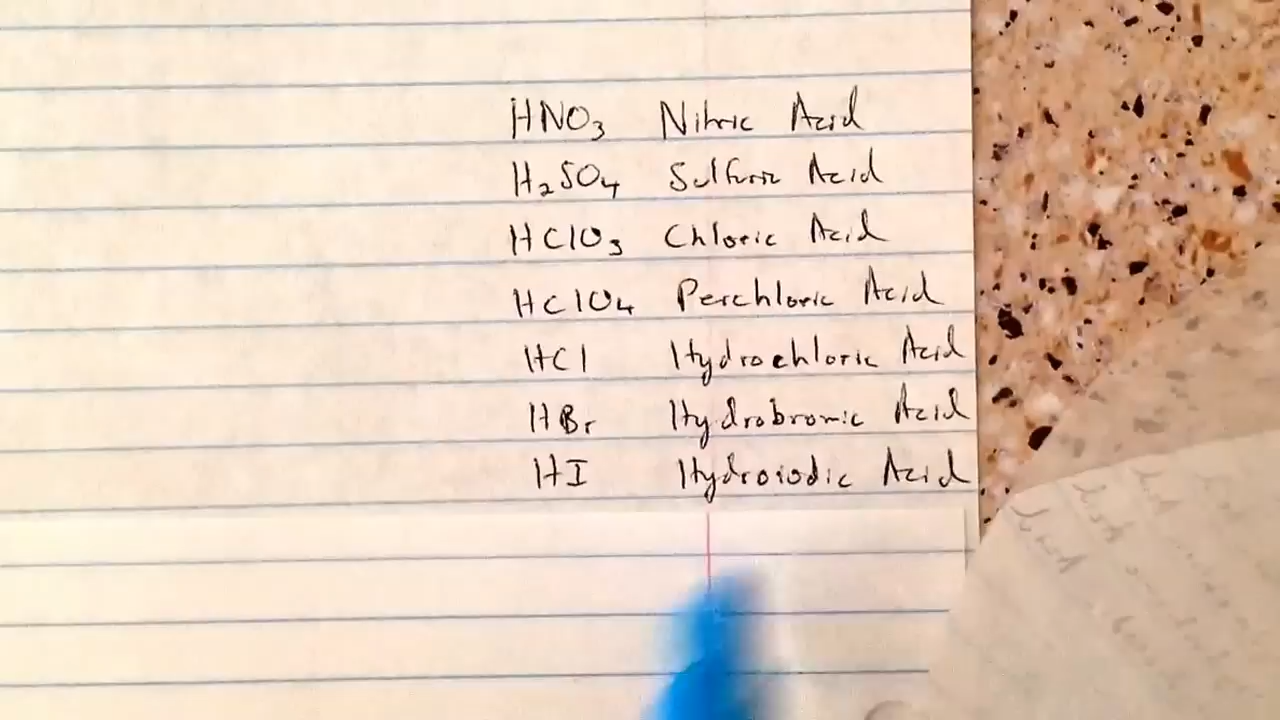 HNO₃ Nitric Acid
H₂SO₄ Sulfuric Acid
HClO₃ Chloric Acid
HClO₄ Perchloric Acid
HCl Hydrochloric Acid
HBr Hydrobromic Acid
HI Hydroiodic Acid